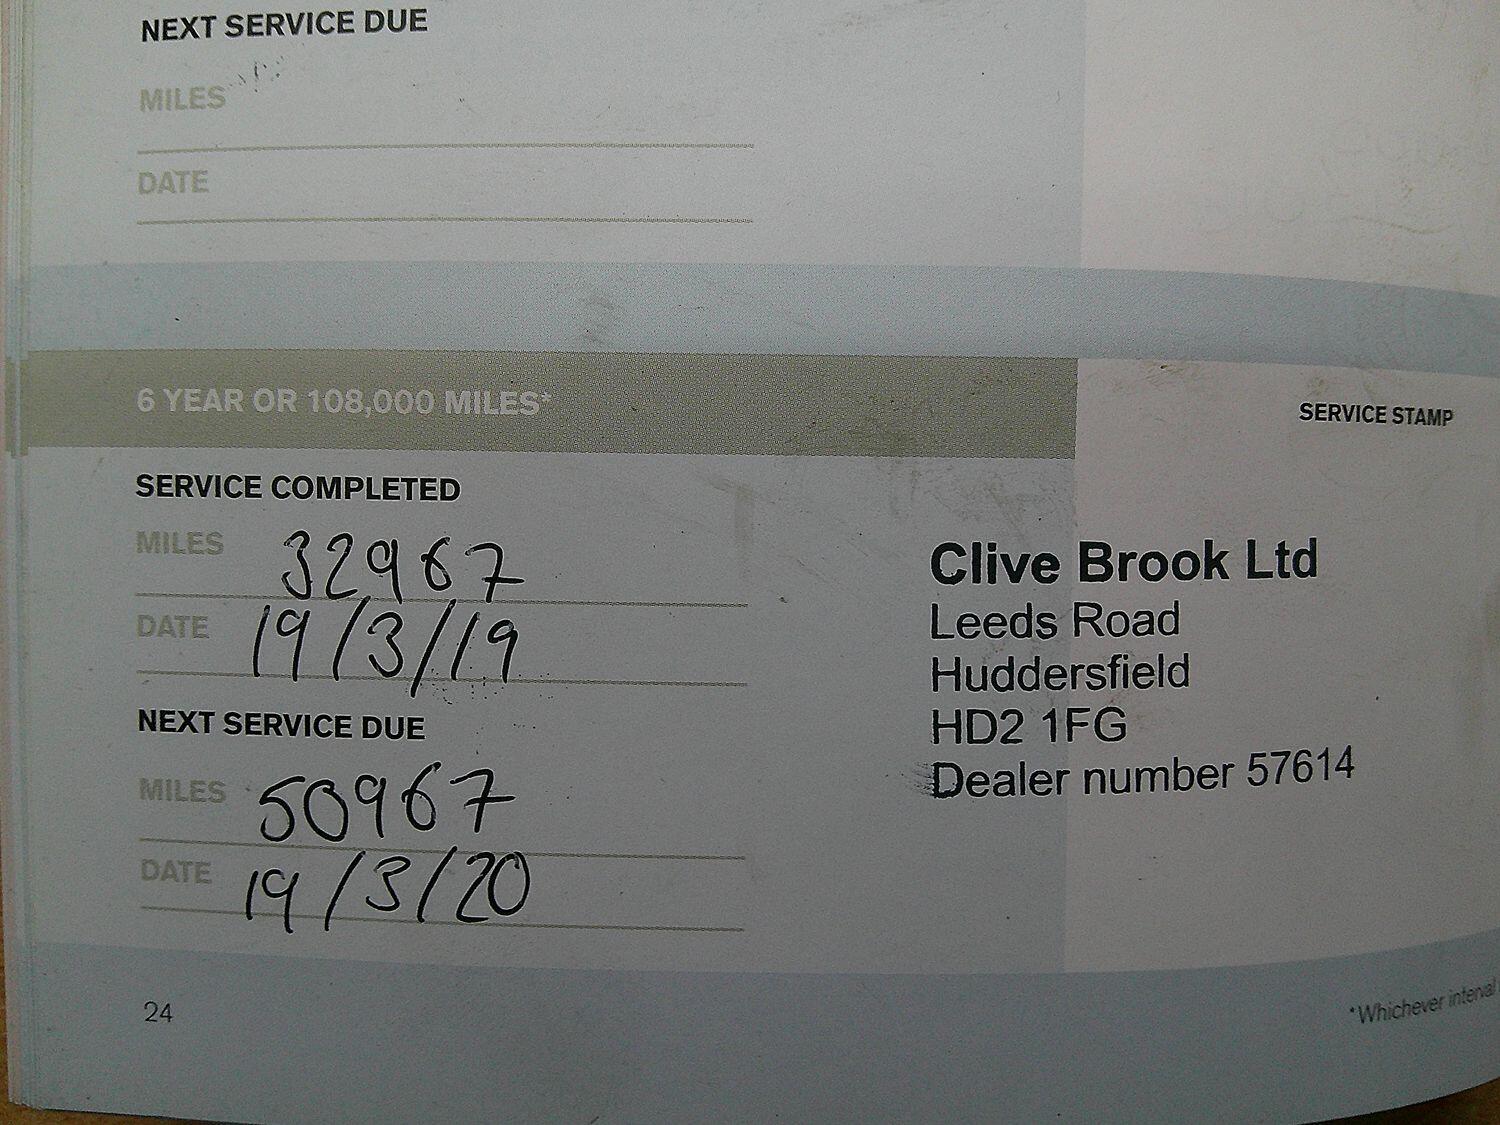 NEXT SERVICE DUE
MILES
DATE
6 YEAR OR 108,000 MILES*
SERVICE STAMP
SERVICE COMPLETED
MILES 32967
DATE 19/3/19
NEXT SERVICE DUE
MILES 50967
DATE 19/3/20
Clive Brook Ltd
Leeds Road
Huddersfield
HD2 1FG
Dealer number 57614
24
*Whichever interval